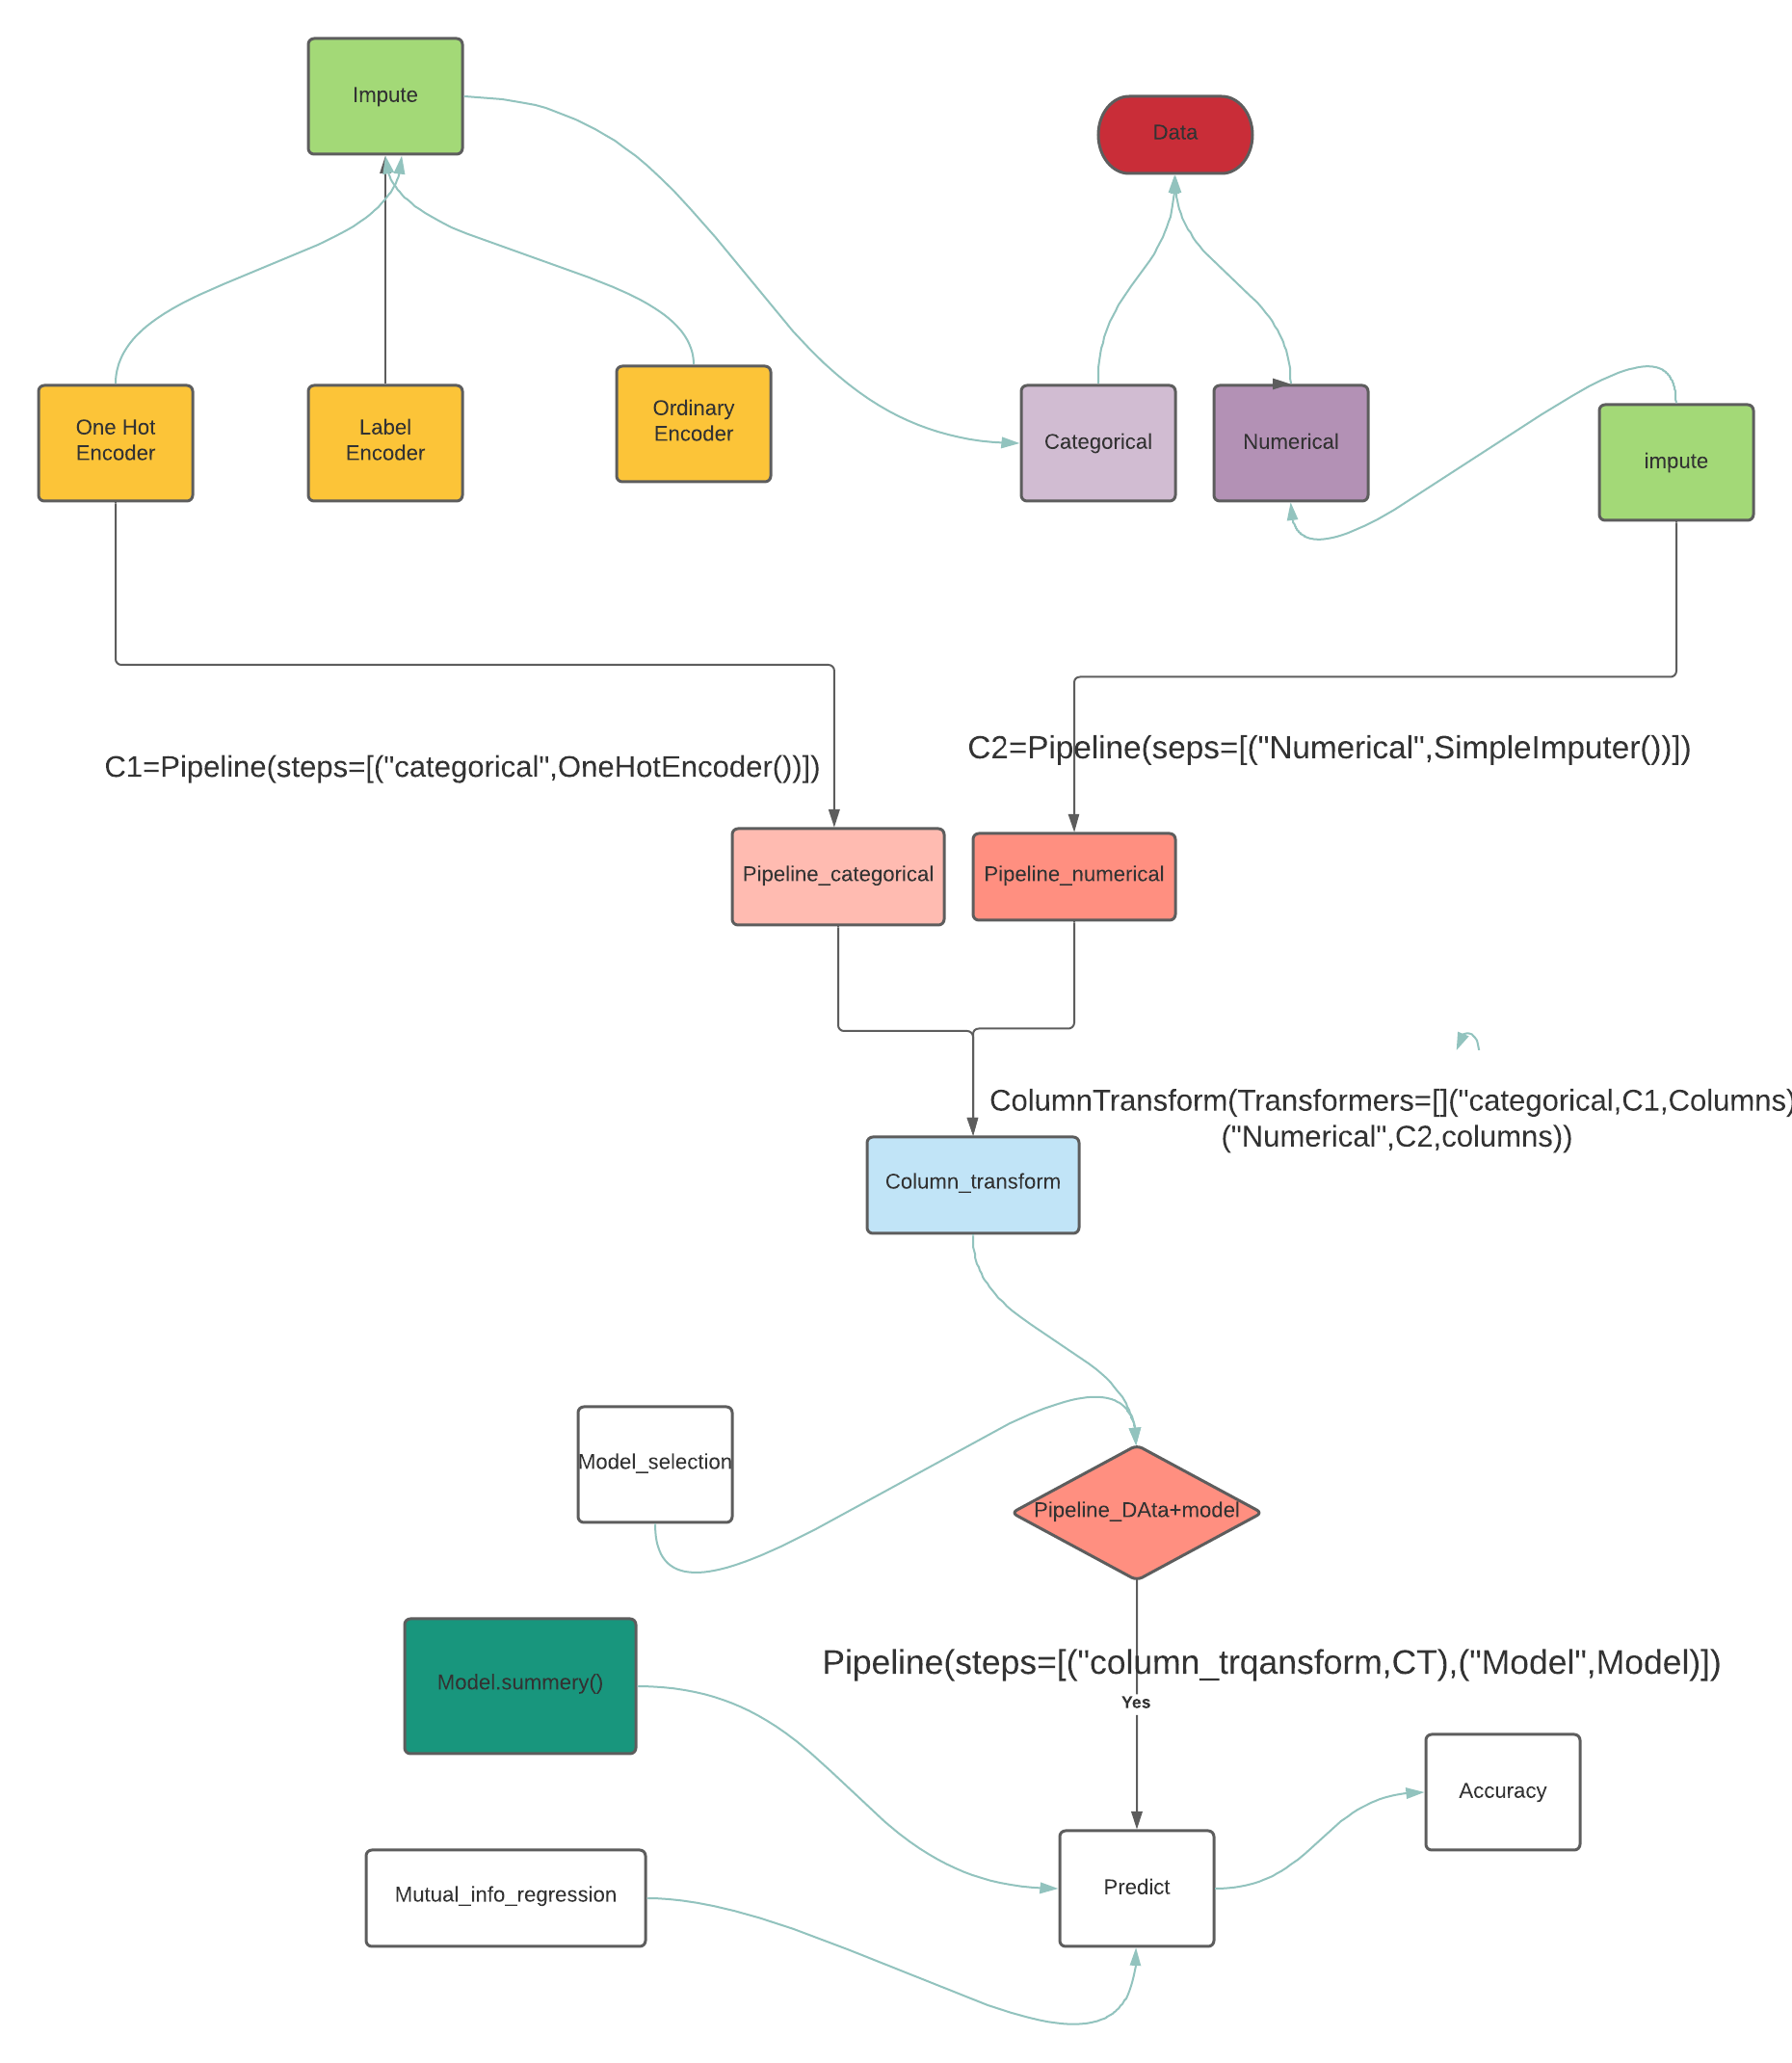 Impute
Data
One Hot
Encoder
Label
Encoder
Ordinary
Encoder
Categorical
Numerical
impute
C1=Pipeline(steps=[("categorical",OneHotEncoder())])
C2=Pipeline(seps=[("Numerical",SimpleImputer())])
Pipeline_categorical
Pipeline_numerical
ColumnTransform(Transformers=[]("categorical,C1,Columns)
("Numerical",C2,columns))
Column_transform
Model_selection
Pipeline_DAta+model
Pipeline(steps=[("column_trqansform,CT),("Model",Model)])
Model.summery()
Yes
Accuracy
Predict
Mutual_info_regression